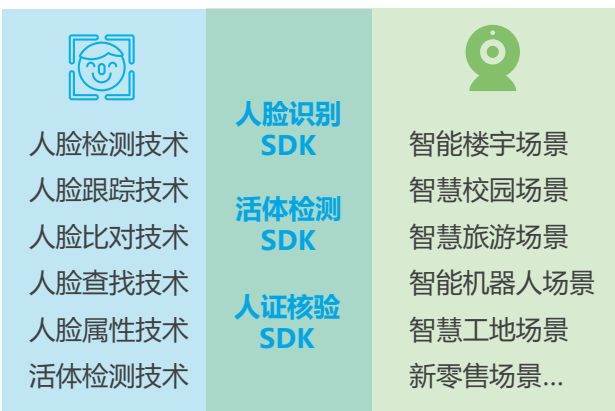 人脸检测技术
人脸跟踪技术
人脸比对技术
人脸查找技术
人脸属性技术
活体检测技术
人脸识别
SDK
活体检测
SDK
人证核验
SDK
智能楼宇场景
智慧校园场景
智慧旅游场景
智能机器人场景
智慧工地场景
新零售场景...